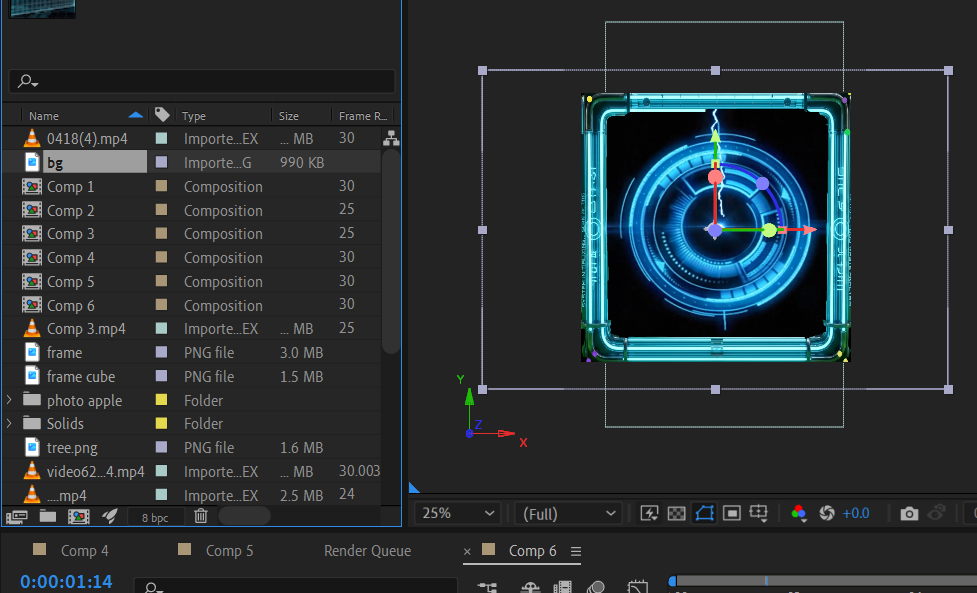 Name Type Size Frame R...
0418(4).mp4 Importe...EX ... MB 30
bg Importe...G 990 KB
Comp 1 Composition 30
Comp 2 Composition 25
Comp 3 Composition 25
Comp 4 Composition 30
Comp 5 Composition 30
Comp 6 Composition 30
Comp 3.mp4 Importe...EX ... MB 25
frame PNG file 3.0 MB
frame cube PNG file 1.5 MB
photo apple Folder
Solids Folder
tree.png PNG file 1.6 MB
video62...4.mp4 Importe...EX ... MB 30.003
....mp4 Importe...EX 2.5 MB 24
8 bpc
Y
Z
X
25% (Full) +0.0
Comp 4 Comp 5 Render Queue × Comp 6
0:00:01:14